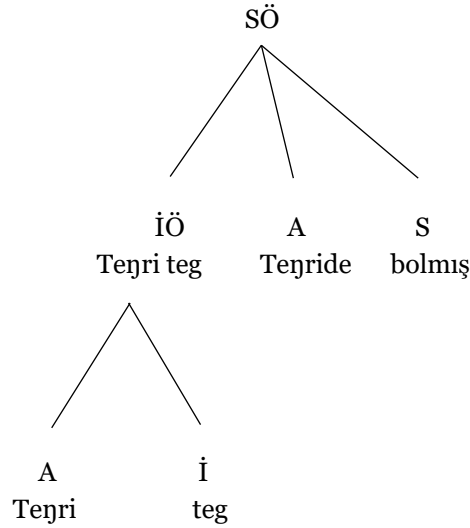 SÖ
İÖ A S
Teŋri teg Teŋride bolmış
A İ
Teŋri teg